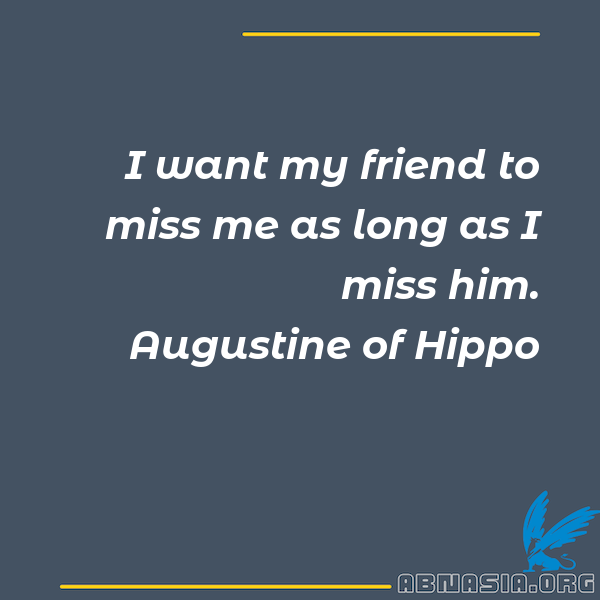 I want my friend to
miss me as long as I
miss him.
Augustine of Hippo
ABNASIA.ORG